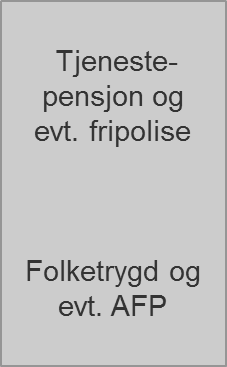 Tjeneste-
pensjon og
evt. fripolise
Folketrygd og
evt. AFP